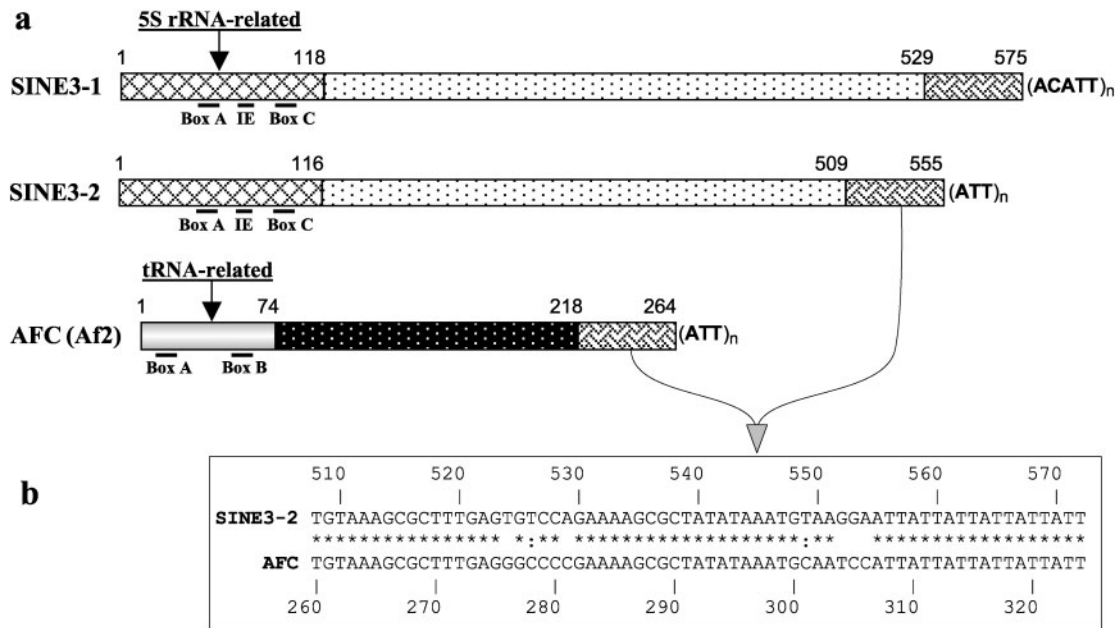 a
5S rRNA-related
1 118 529 575
SINE3-1 (ACATT)n
Box A IE Box C
1 116 509 555
SINE3-2 (ATT)n
Box A IE Box C
tRNA-related
1 74 218 264
AFC (Af2) (ATT)n
Box A Box B
b
510 520 530 540 550 560 570
SINE3-2 TGTAAAGCGCTTTGAGTGTCCAGAAAAGCGCTATATAAATGTAAGGAATTATTATTATTATTATT
**************** *:** *******************:**   ******************
AFC TGTAAAGCGCTTTGAGGGCCCCGAAAAGCGCTATATAAATGCAATCCATTATTATTATTATTATT
260 270 280 290 300 310 320